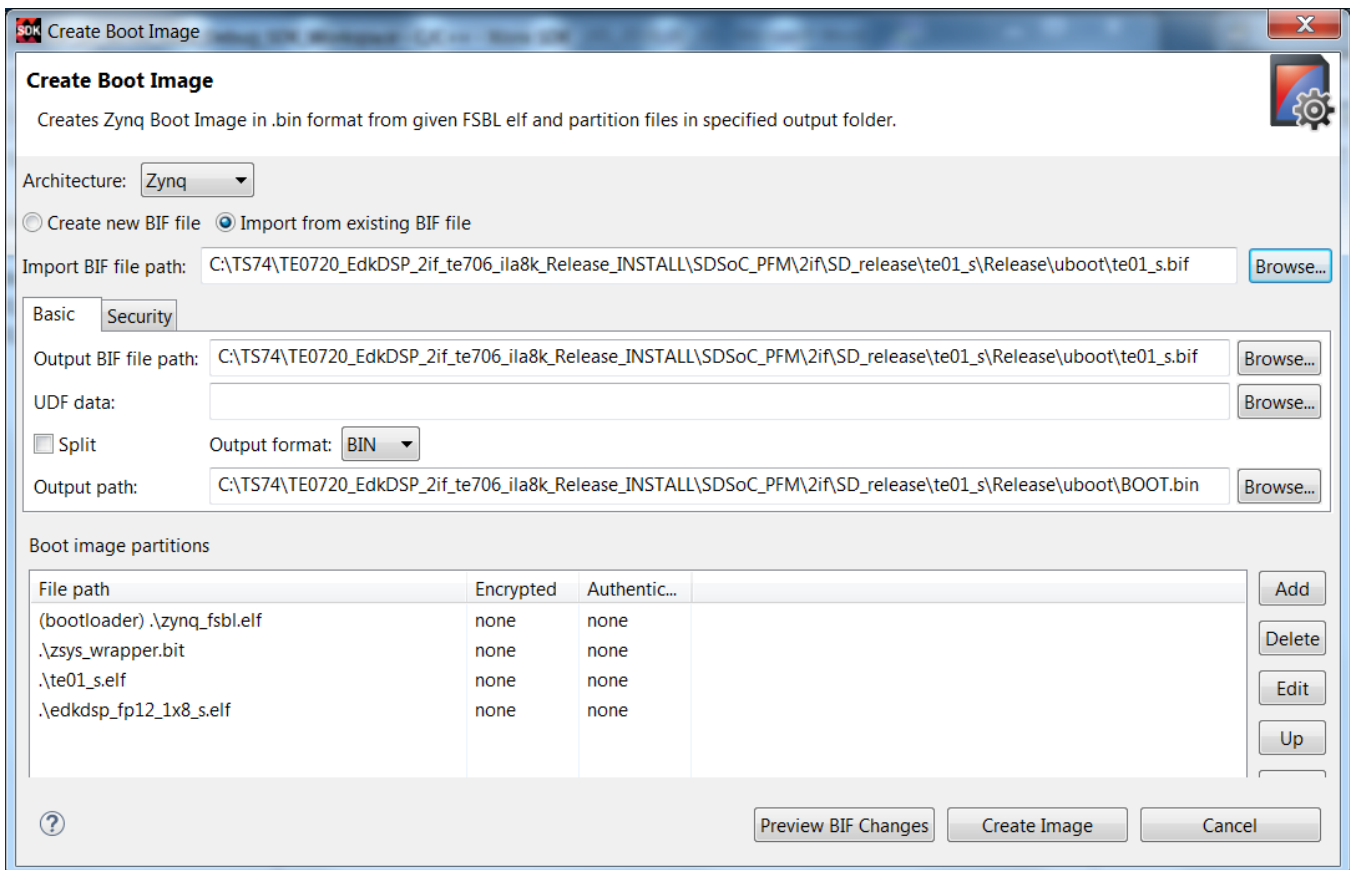 SDK Create Boot Image
Create Boot Image
Creates Zynq Boot Image in .bin format from given FSBL elf and partition files in specified output folder.
Architecture: Zynq
Create new BIF file Import from existing BIF file
Import BIF file path: C:\TS74\TE0720_EdkDSP_2if_te706_ila8k_Release_INSTALL\SDSoC_PFM\2if\SD_release\te01_s\Release\uboot\te01_s.bif Browse...
Basic Security
Output BIF file path: C:\TS74\TE0720_EdkDSP_2if_te706_ila8k_Release_INSTALL\SDSoC_PFM\2if\SD_release\te01_s\Release\uboot\te01_s.bif Browse...
UDF data: Browse...
Split Output format: BIN
Output path: C:\TS74\TE0720_EdkDSP_2if_te706_ila8k_Release_INSTALL\SDSoC_PFM\2if\SD_release\te01_s\Release\uboot\BOOT.bin Browse...
Boot image partitions
File path Encrypted Authentic... Add
(bootloader) .\zynq_fsbl.elf none none
.\zsys_wrapper.bit none none Delete
.\te01_s.elf none none Edit
.\edkdsp_fp12_1x8_s.elf none none
Up
? Preview BIF Changes Create Image Cancel